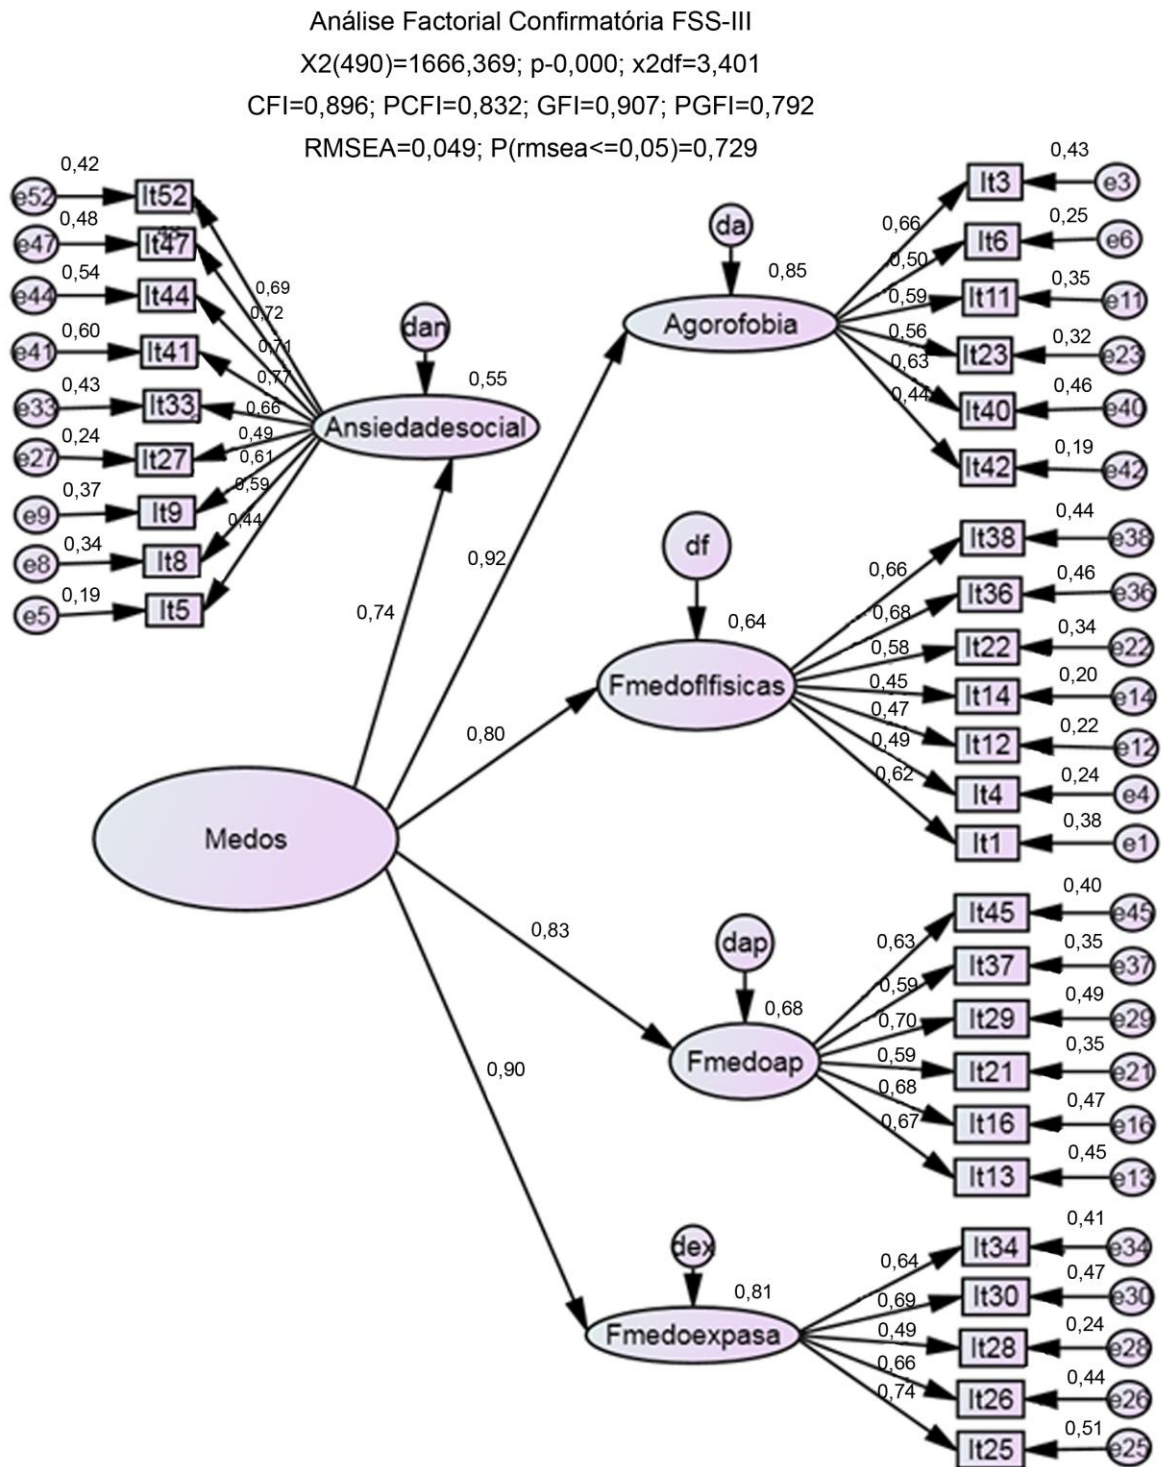 Análise Factorial Confirmatória FSS-III
X2(490)=1666,369; p-0,000; x2df=3,401
CFI=0,896; PCFI=0,832; GFI=0,907; PGFI=0,792
RMSEA=0,049; P(rmsea<=0,05)=0,729
0,42
e52 It52
0,48
e47 It47
0,54
e44 It44
0,60
e41 It41
0,43
e33 It33
0,24
e27 It27
0,37
e9 It9
0,34
e8 It8
0,19
e5 It5
0,69
0,72
0,71
0,77
0,66
0,49
0,61
0,59
0,44
dan
0,55
Ansiedadesocial
0,74
0,92
0,80
0,83
0,90
Medos
da
0,85
Agorofobia
0,66
0,50
0,59
0,56
0,63
0,44
0,43
It3 e3
0,25
It6 e6
0,35
It11 e11
0,32
It23 e23
0,46
It40 e40
0,19
It42 e42
df
0,64
Fmedoflfisicas
0,66
0,68
0,58
0,45
0,47
0,49
0,62
0,44
It38 e38
0,46
It36 e36
0,34
It22 e22
0,20
It14 e14
0,22
It12 e12
0,24
It4 e4
0,38
It1 e1
dap
0,68
Fmedoap
0,63
0,59
0,70
0,59
0,68
0,67
0,40
It45 e45
0,35
It37 e37
0,49
It29 e29
0,35
It21 e21
0,47
It16 e16
0,45
It13 e13
dex
0,81
Fmedoexpasa
0,64
0,69
0,49
0,66
0,74
0,41
It34 e34
0,47
It30 e30
0,24
It28 e28
0,44
It26 e26
0,51
It25 e25